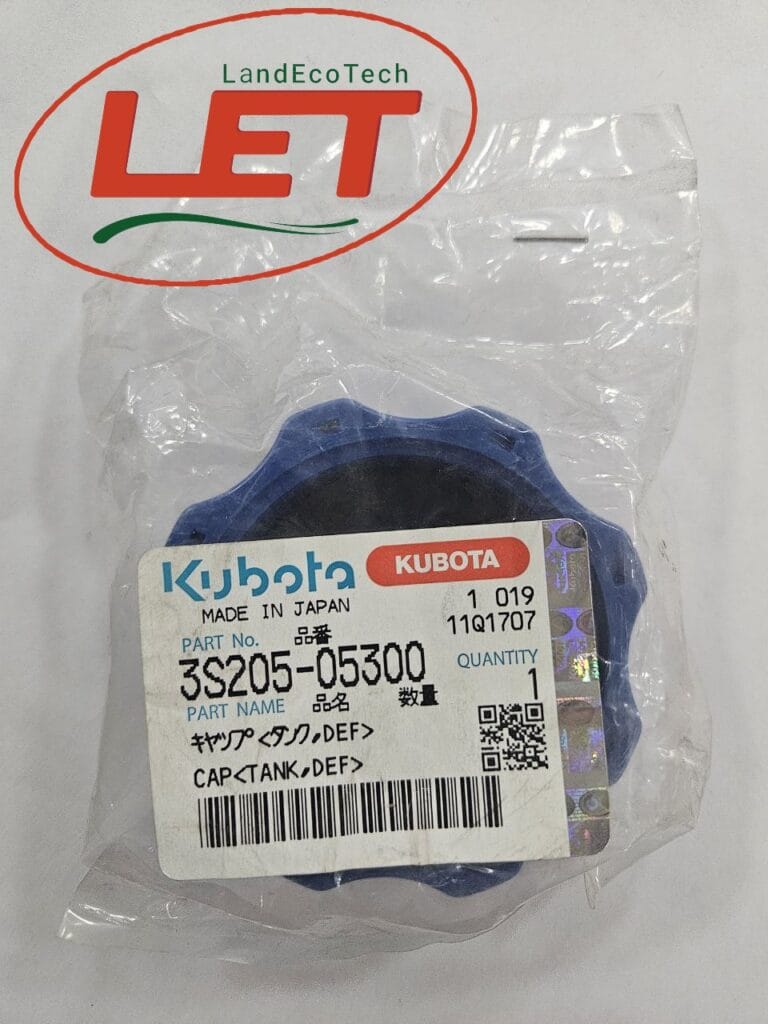 LandEcoTech
LET
Kubota KUBOTA
MADE IN JAPAN 1 019
11Q1707
PART No. 品番
3S205-05300 QUANTITY
PART NAME 品名 数量 1
キャップ<タンク,DEF>
CAP<TANK,DEF>